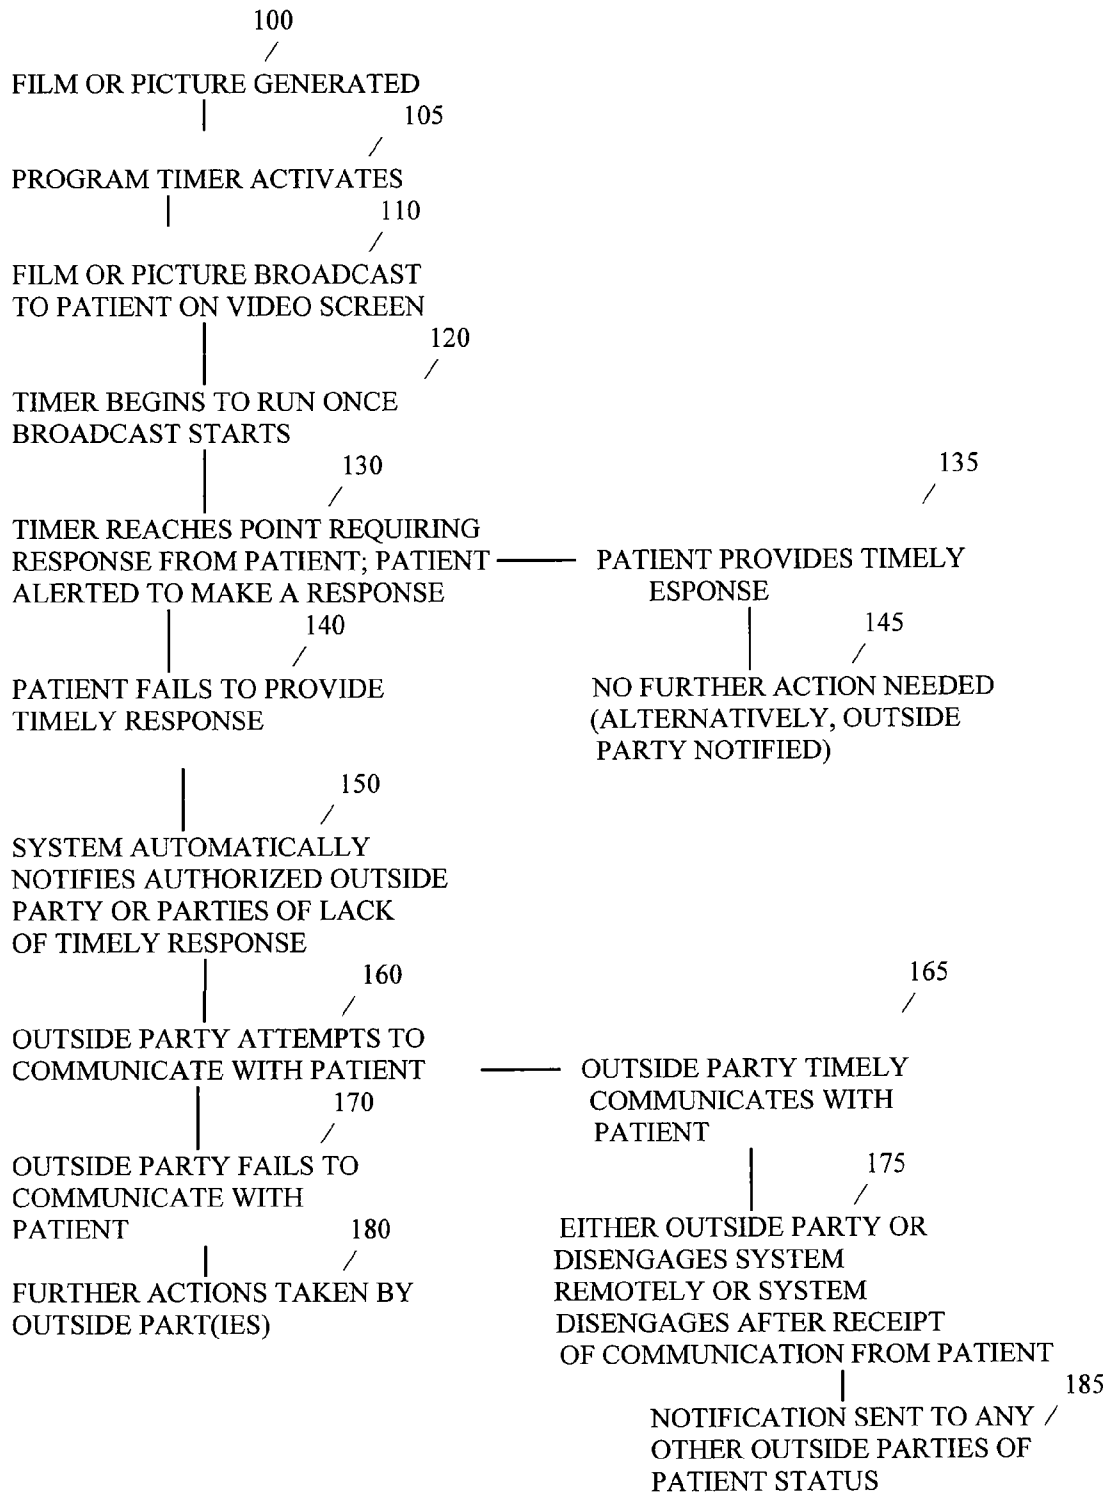 100
FILM OR PICTURE GENERATED
105
PROGRAM TIMER ACTIVATES
110
FILM OR PICTURE BROADCAST
TO PATIENT ON VIDEO SCREEN
120
TIMER BEGINS TO RUN ONCE
BROADCAST STARTS
130
TIMER REACHES POINT REQUIRING
RESPONSE FROM PATIENT; PATIENT
ALERTED TO MAKE A RESPONSE
135
PATIENT PROVIDES TIMELY
ESPONSE
140
PATIENT FAILS TO PROVIDE
TIMELY RESPONSE
145
NO FURTHER ACTION NEEDED
(ALTERNATIVELY, OUTSIDE
PARTY NOTIFIED)
150
SYSTEM AUTOMATICALLY
NOTIFIES AUTHORIZED OUTSIDE
PARTY OR PARTIES OF LACK
OF TIMELY RESPONSE
160
OUTSIDE PARTY ATTEMPTS TO
COMMUNICATE WITH PATIENT
165
OUTSIDE PARTY TIMELY
COMMUNICATES WITH
PATIENT
170
OUTSIDE PARTY FAILS TO
COMMUNICATE WITH
PATIENT
175
EITHER OUTSIDE PARTY OR
DISENGAGES SYSTEM
REMOTELY OR SYSTEM
DISENGAGES AFTER RECEIPT
OF COMMUNICATION FROM PATIENT
180
FURTHER ACTIONS TAKEN BY
OUTSIDE PART(IES)
185
NOTIFICATION SENT TO ANY
OTHER OUTSIDE PARTIES OF
PATIENT STATUS